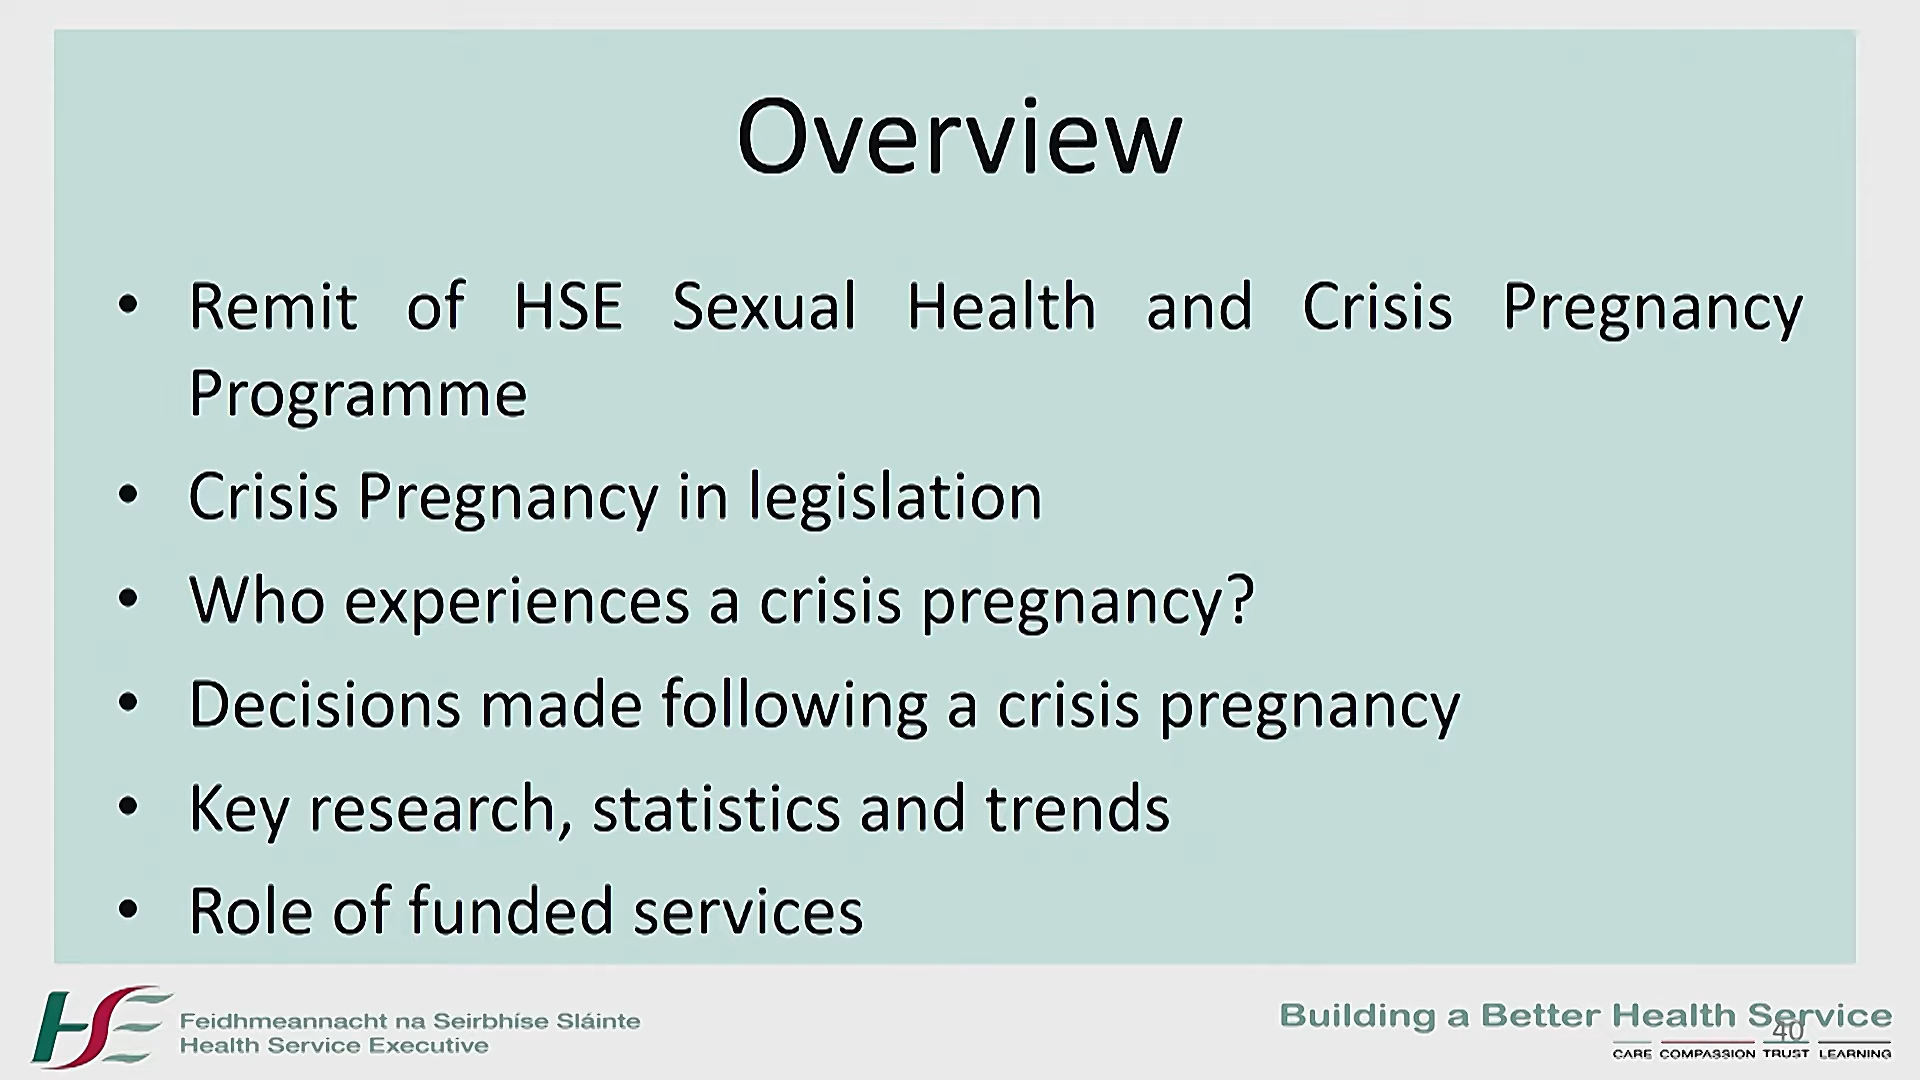 Overview
• Remit of HSE Sexual Health and Crisis Pregnancy
Programme
• Crisis Pregnancy in legislation
• Who experiences a crisis pregnancy?
• Decisions made following a crisis pregnancy
• Key research, statistics and trends
• Role of funded services
HSE
Feidhmeannacht na Seirbhíse Sláinte
Health Service Executive
Building a Better Health Service
40
CARE COMPASSION TRUST LEARNING